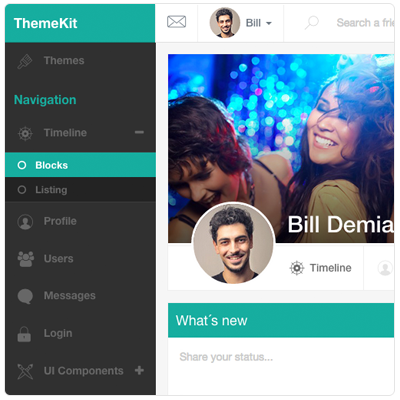 ThemeKit
Bill
Search a frie
Themes
Navigation
Timeline
Blocks
Listing
Profile
Users
Messages
Login
UI Components
Bill Demia
Timeline
What´s new
Share your status...